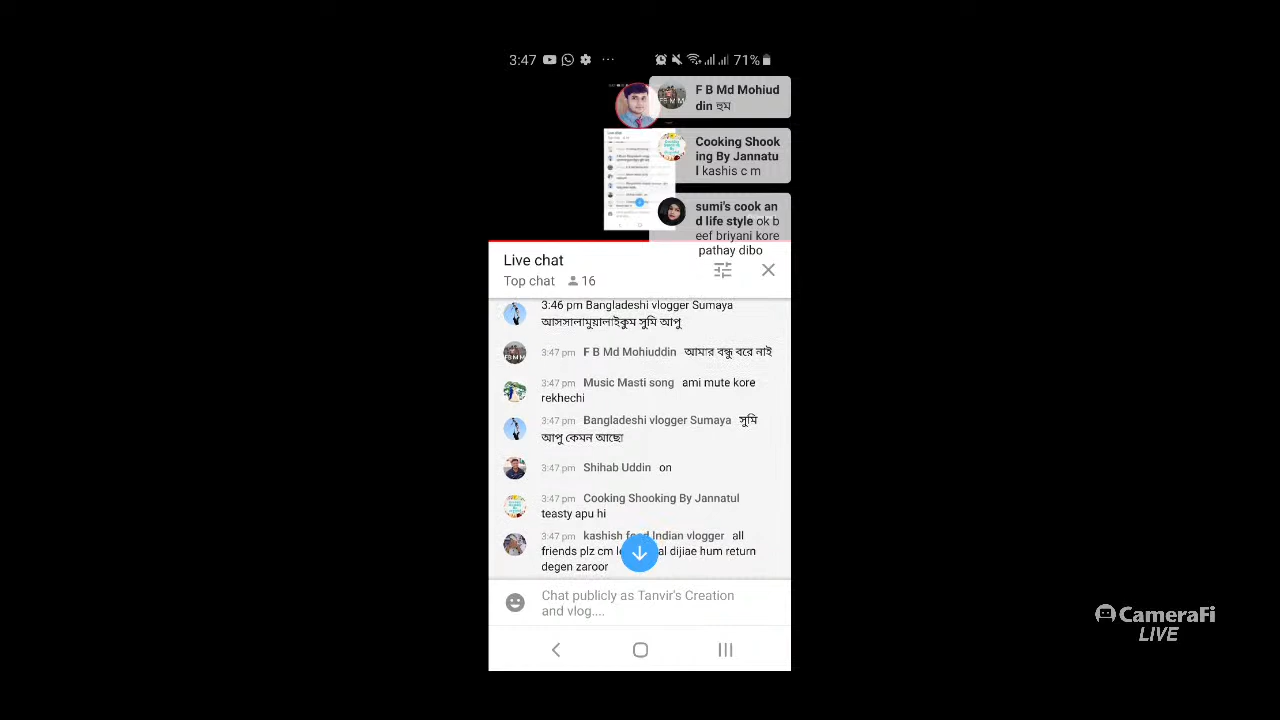 3:47
71%
F B Md Mohiud
din হুম
Cooking Shook
ing By Jannatu
l kashis c m
sumi's cook an
d life style ok b
eef briyani kore
pathay dibo
Live chat
Top chat 16
3:46 pm Bangladeshi vlogger Sumaya
আসসালামুয়ালাইকুম সুমি আপু
3:47 pm F B Md Mohiuddin আমার বন্ধু বরে নাই
3:47 pm Music Masti song ami mute kore
rekhechi
3:47 pm Bangladeshi vlogger Sumaya সুমি
আপু কেমন আছো
3:47 pm Shihab Uddin on
3:47 pm Cooking Shooking By Jannatul
teasty apu hi
3:47 pm kashish food Indian vlogger all
friends plz cm al dijiae hum return
degen zaroor
Chat publicly as Tanvir's Creation
and vlog....
CameraFi
LIVE